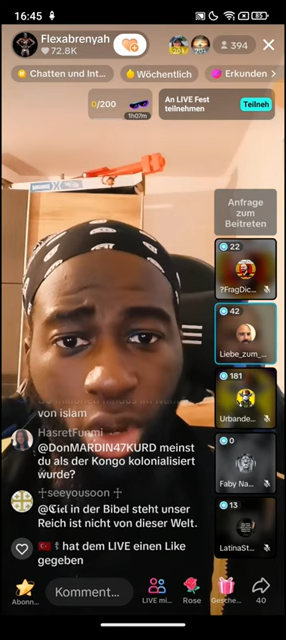 16:45
85
Flexabrenyah
72.8K
394
Chatten und Int...
Wöchentlich
Erkunden
0/200
1h07m
An LIVE Fest
teilnehmen
Teilneh
Anfrage
zum
Beitreten
22
?FragDic...
42
Liebe_zum_...
181
Urbande...
0
Faby Na...
13
LatinaSt...
von islam
HasretFunmi
@DonMARDIN47KURD meinst
du als der Kongo kolonialisiert
wurde?
♱seeyousoon ♱
@ℭ𝔦𝔢𝔩 in der Bibel steht unser
Reich ist nicht von dieser Welt.
hat dem LIVE einen Like
gegeben
Abonn...
Komment...
LIVE mi...
Rose
Gesche...
40